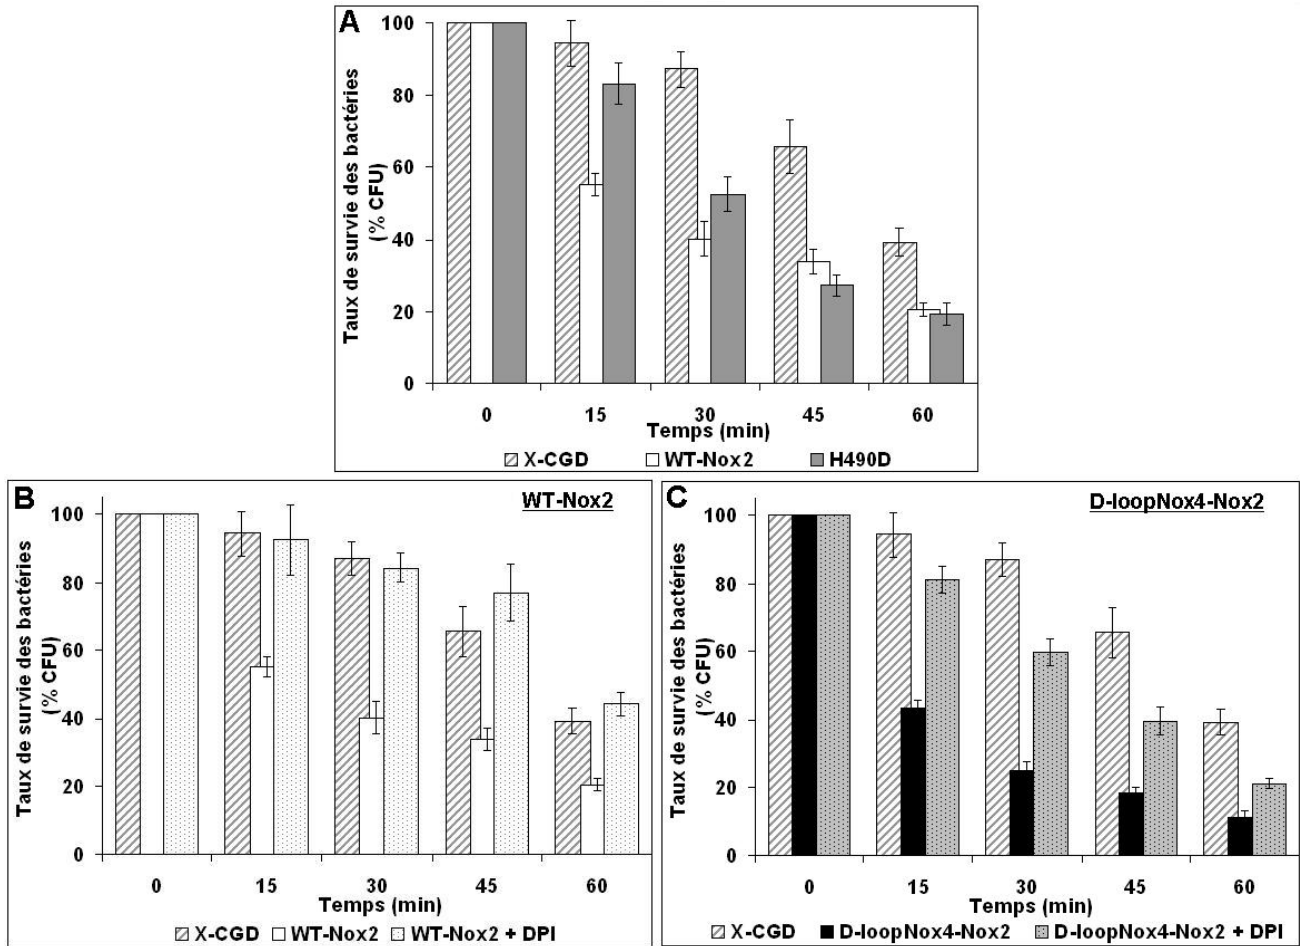 A
Taux de survie des bactéries
(% CFU)
100
80
60
40
20
0
0 15 30 45 60
Temps (min)
X-CGD WT-Nox2 H490D
B
WT-Nox2
Taux de survie des bactéries
(% CFU)
100
80
60
40
20
0
0 15 30 45 60
Temps (min)
X-CGD WT-Nox2 WT-Nox2 + DPI
C
D-loopNox4-Nox2
Taux de survie des bactéries
(% CFU)
100
80
60
40
20
0
0 15 30 45 60
Temps (min)
X-CGD D-loopNox4-Nox2 D-loopNox4-Nox2 + DPI